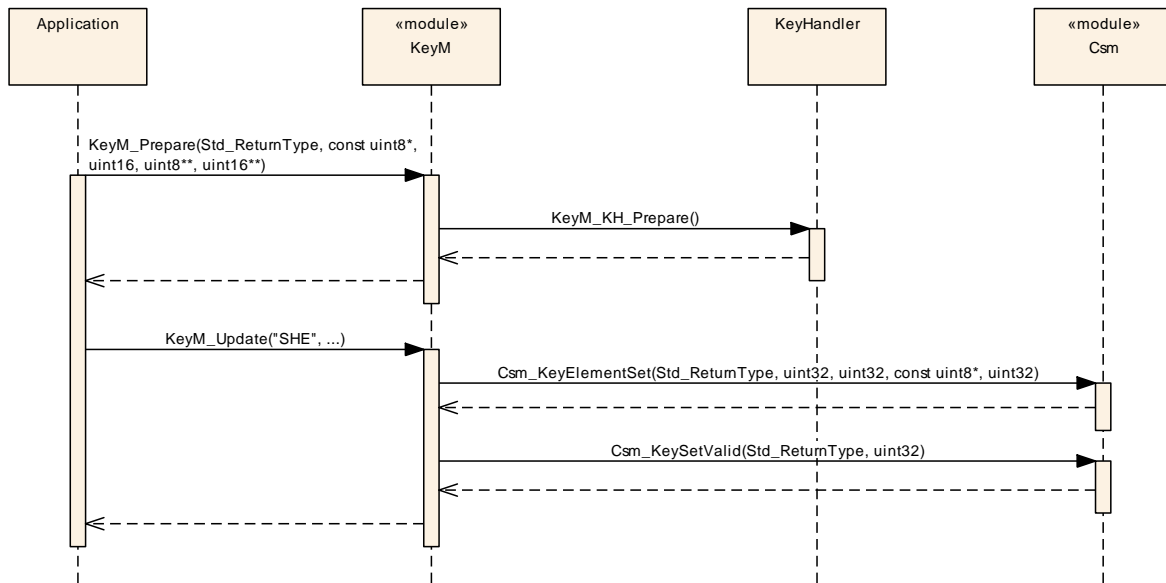 Application
«module»
KeyM
KeyHandler
«module»
Csm
KeyM_Prepare(Std_ReturnType, const uint8*,
uint16, uint8**, uint16**)
KeyM_KH_Prepare()
KeyM_Update("SHE", ...)
Csm_KeyElementSet(Std_ReturnType, uint32, uint32, const uint8*, uint32)
Csm_KeySetValid(Std_ReturnType, uint32)